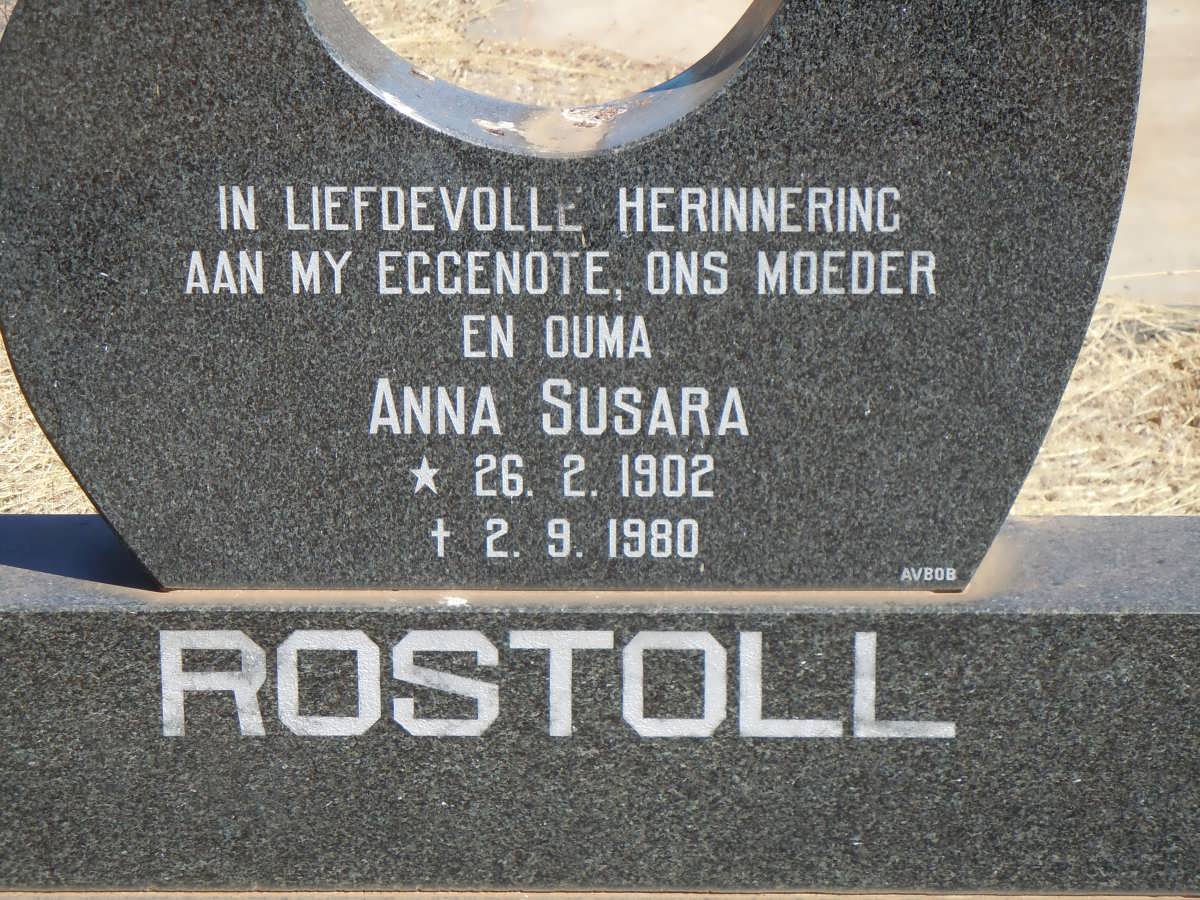 IN LIEFDEVOLLE HERINNERING
AAN MY EGGENOTE, ONS MOEDER
EN OUMA
ANNA SUSARA
★ 26. 2. 1902
† 2. 9. 1980
AVBOB
ROSTOLL